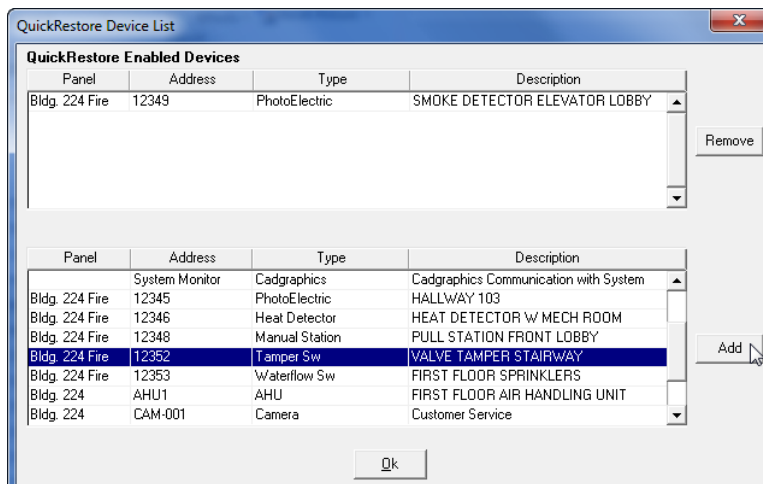 QuickRestore Device List
QuickRestore Enabled Devices
Panel Address Type Description
Bldg. 224 Fire 12349 PhotoElectric SMOKE DETECTOR ELEVATOR LOBBY
Remove
Panel Address Type Description
System Monitor Cadgraphics Cadgraphics Communication with System
Bldg. 224 Fire 12345 PhotoElectric HALLWAY 103
Bldg. 224 Fire 12346 Heat Detector HEAT DETECTOR W MECH ROOM
Bldg. 224 Fire 12348 Manual Station PULL STATION FRONT LOBBY
Bldg. 224 Fire 12352 Tamper Sw VALVE TAMPER STAIRWAY
Add
Bldg. 224 Fire 12353 Waterflow Sw FIRST FLOOR SPRINKLERS
Bldg. 224 AHU1 AHU FIRST FLOOR AIR HANDLING UNIT
Bldg. 224 CAM-001 Camera Customer Service
Ok